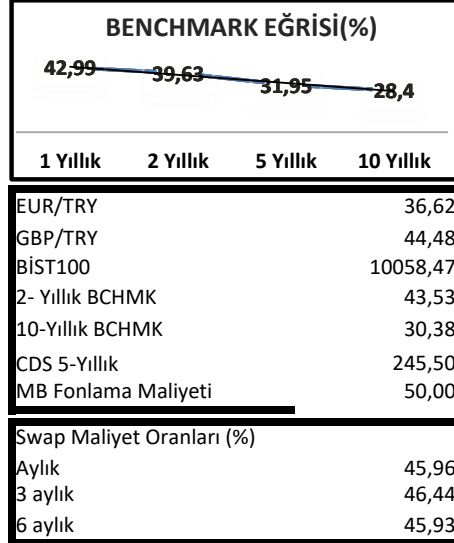 BENCHMARK EĞRİSİ(%)
42,99 39,63 31,95 28,4
1 Yıllık 2 Yıllık 5 Yıllık 10 Yıllık
EUR/TRY 36,62
GBP/TRY 44,48
BİST100 10058,47
2- Yıllık BCHMK 43,53
10-Yıllık BCHMK 30,38
CDS 5-Yıllık 245,50
MB Fonlama Maliyeti 50,00
Swap Maliyet Oranları (%)
Aylık 45,96
3 aylık 46,44
6 aylık 45,93